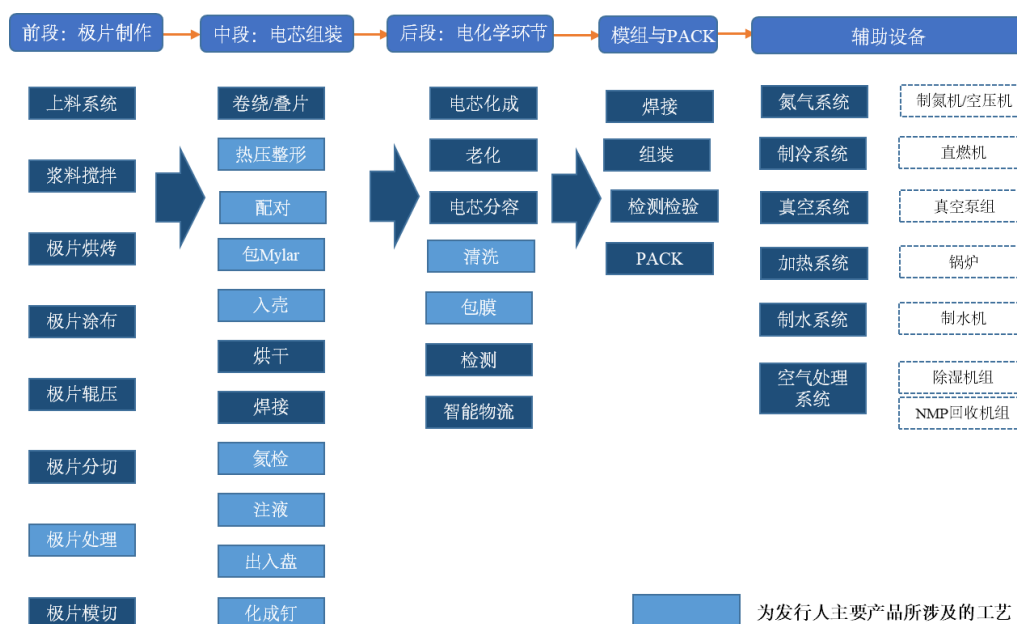 前段：极片制作
中段：电芯组装
后段：电化学环节
模组与PACK
辅助设备
上料系统
浆料搅拌
极片烘烤
极片涂布
极片辊压
极片分切
极片处理
极片模切
卷绕/叠片
热压整形
配对
包Mylar
入壳
烘干
焊接
氦检
注液
出入盘
化成钉
电芯化成
老化
电芯分容
清洗
包膜
检测
智能物流
焊接
组装
检测检验
PACK
氮气系统
制氮机/空压机
制冷系统
直燃机
真空系统
真空泵组
加热系统
锅炉
制水系统
制水机
空气处理
系统
除湿机组
NMP回收机组
为发行人主要产品所涉及的工艺